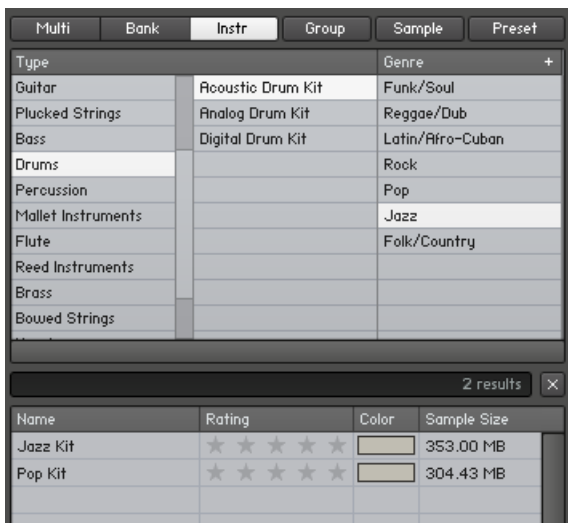 Multi Bank Instr Group Sample Preset
Type Genre +
Guitar Acoustic Drum Kit Funk/Soul
Plucked Strings Analog Drum Kit Reggae/Dub
Bass Digital Drum Kit Latin/Afro-Cuban
Drums Rock
Percussion Pop
Mallet Instruments Jazz
Flute Folk/Country
Reed Instruments
Brass
Bowed Strings
2 results ×
Name Rating Color Sample Size
Jazz Kit 353.00 MB
Pop Kit 304.43 MB